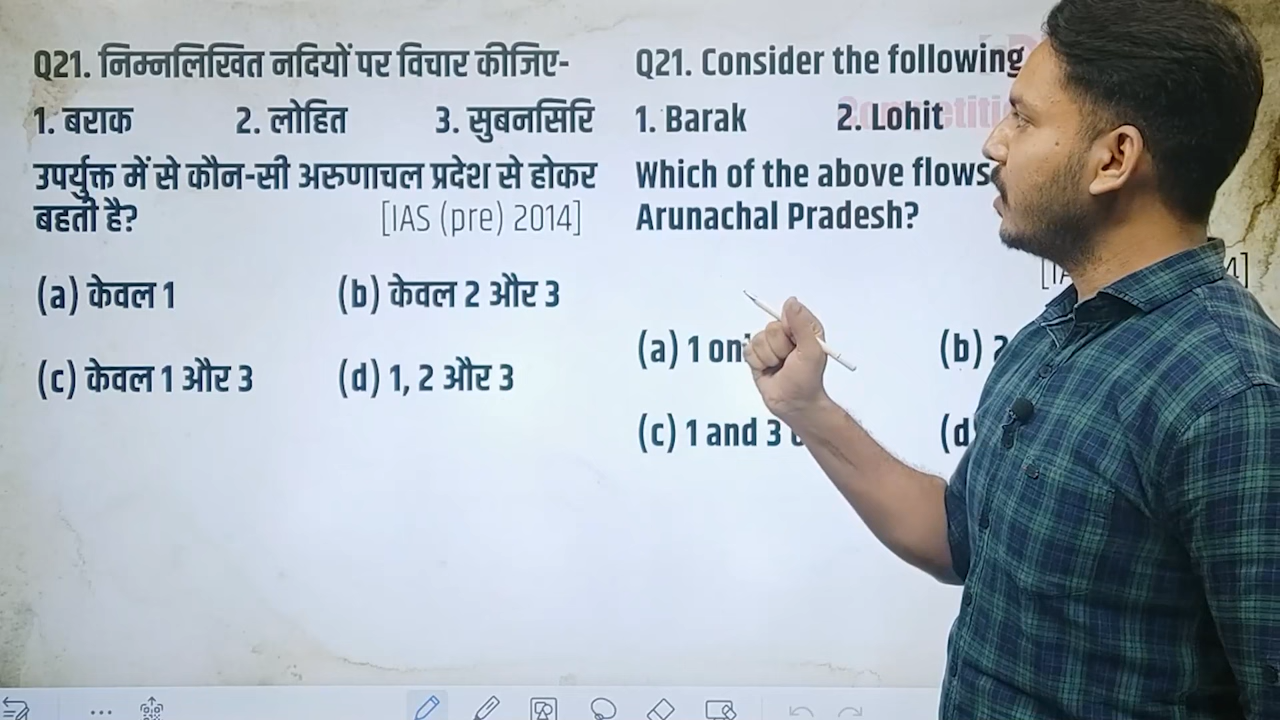 Q21. निम्नलिखित नदियों पर विचार कीजिए-
1. बराक 2. लोहित 3. सुबनसिरि
उपर्युक्त में से कौन-सी अरुणाचल प्रदेश से होकर
बहती है? [IAS (pre) 2014]
(a) केवल 1 (b) केवल 2 और 3
(c) केवल 1 और 3 (d) 1, 2 और 3
Q21. Consider the following
1. Barak 2. Lohit
Which of the above flows
Arunachal Pradesh?
(a) 1 (b)
(c) 1 and 3